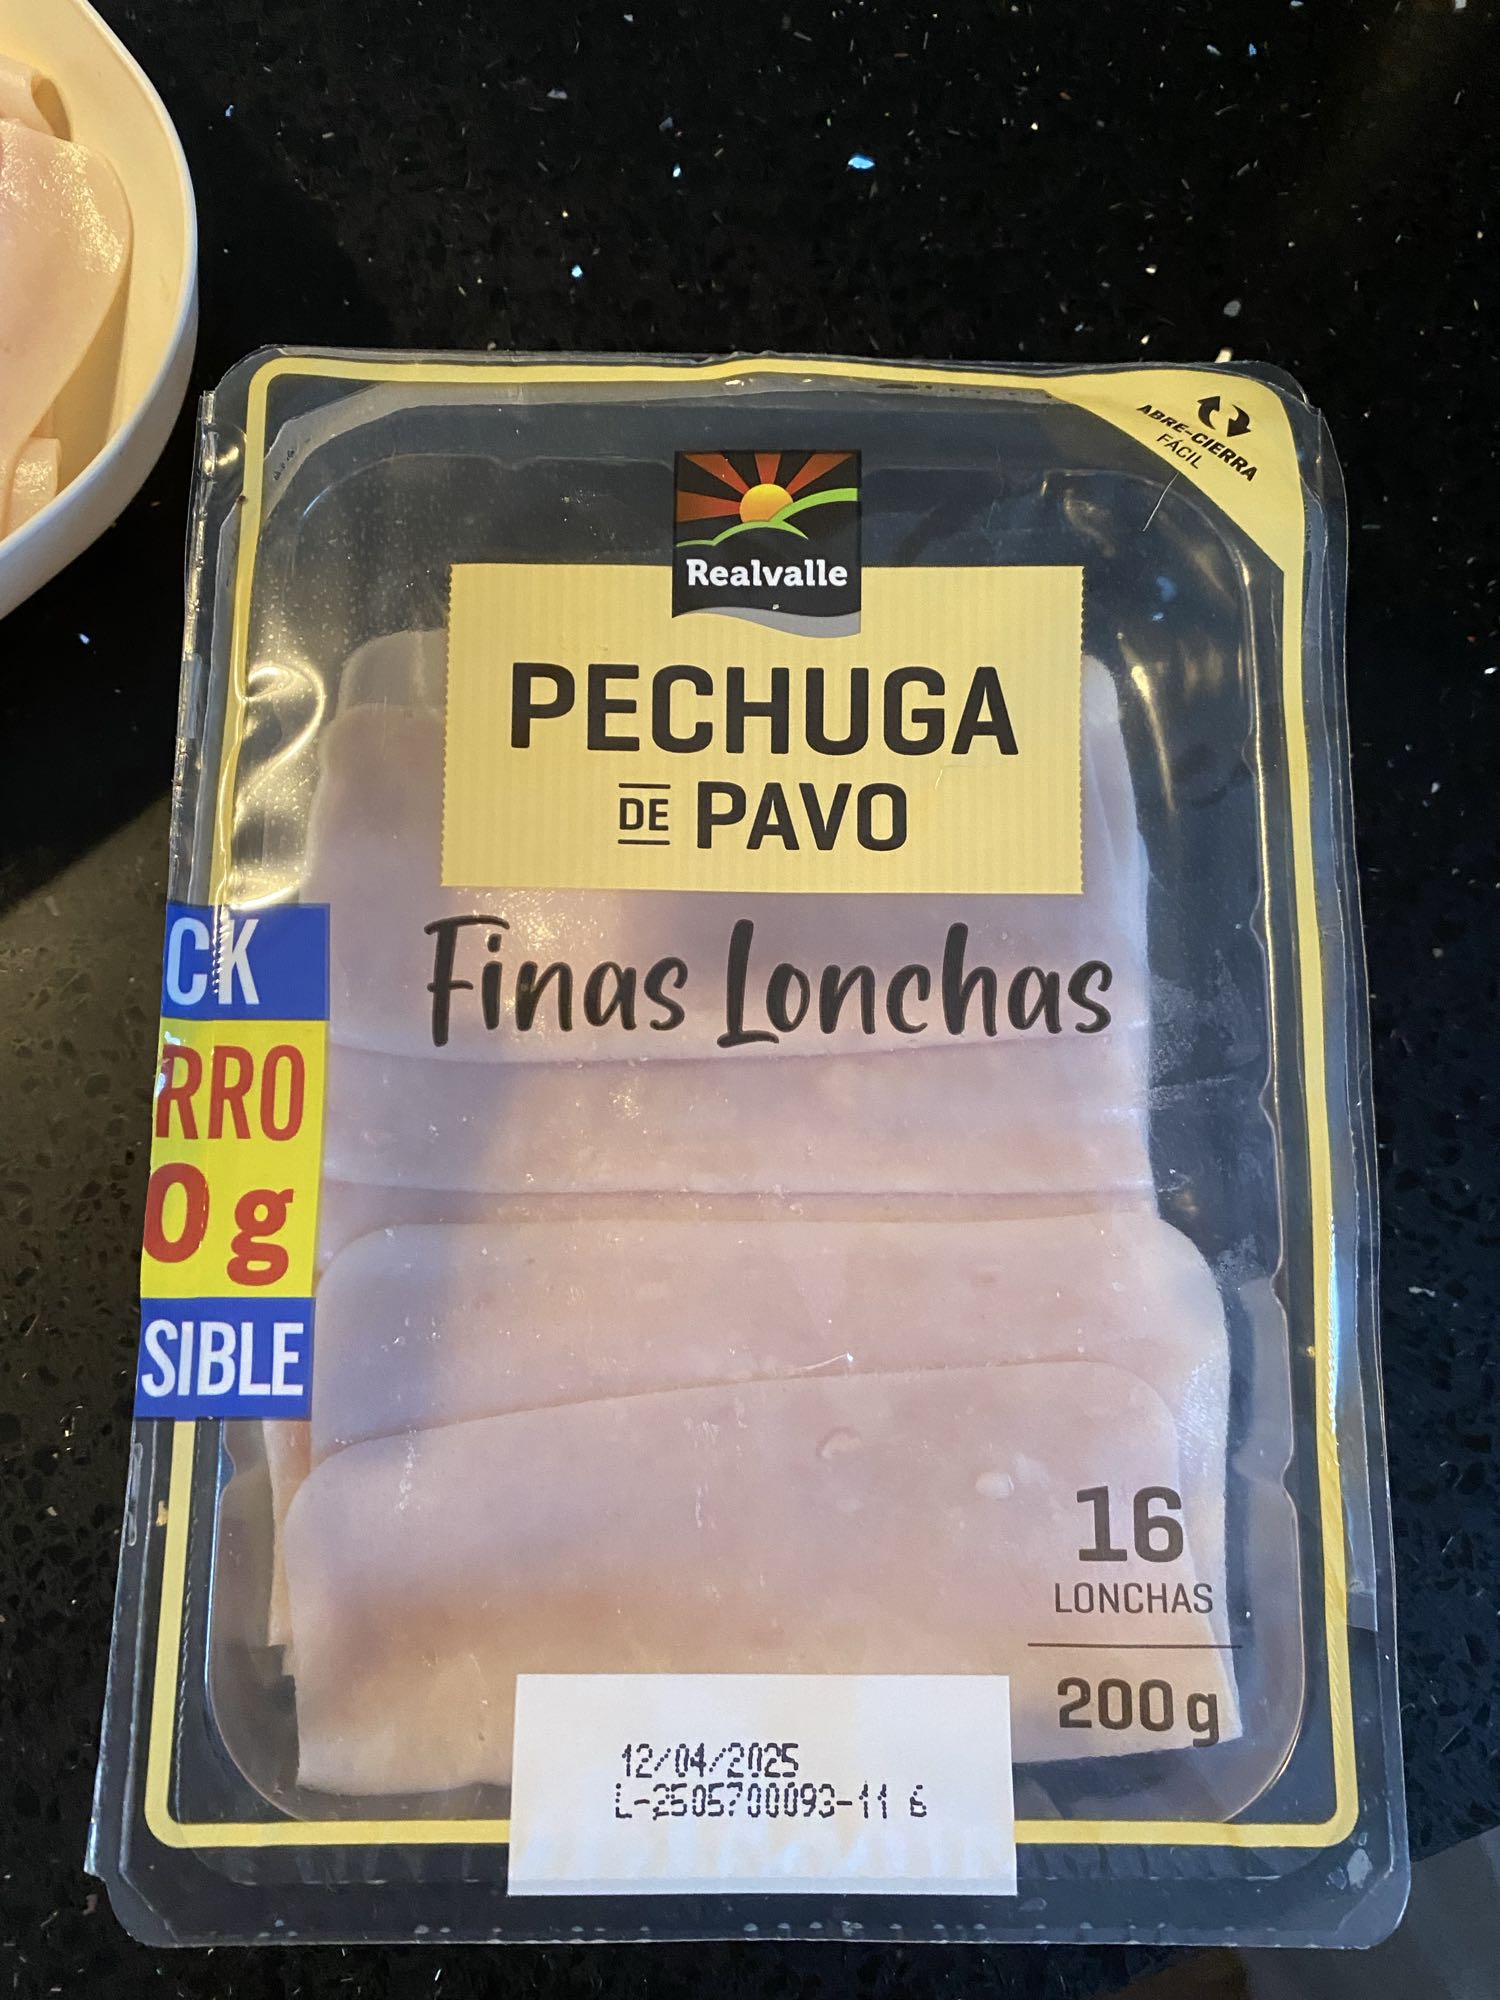 ABRE-CIERRA
FÁCIL
Realvalle
PECHUGA
DE PAVO
Finas Lonchas
CK
RRO
0 g
SIBLE
16
LONCHAS
200 g
12/04/2025
L-2505700093-11 6